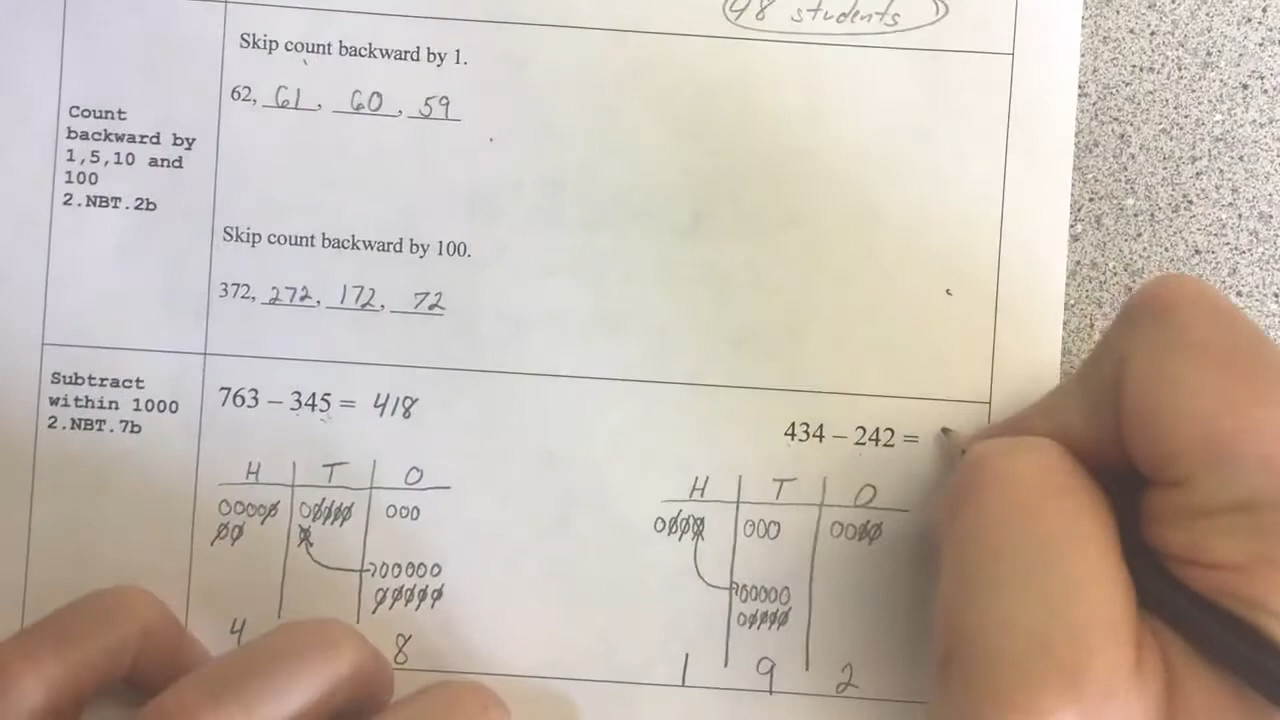 48 students
Skip count backward by 1.
62, 61, 60, 59
Count
backward by
1,5,10 and
100
2.NBT.2b
Skip count backward by 100.
372, 272, 172, 72
Subtract
within 1000
2.NBT.7b
763 – 345 = 418
434 – 242 =
H T O
H T O
4 8
1 9 2